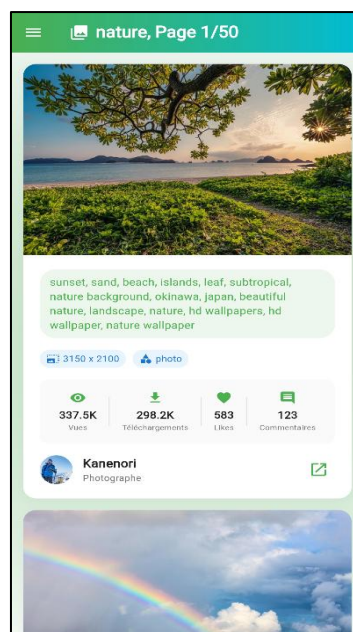 nature, Page 1/50
sunset, sand, beach, islands, leaf, subtropical,
nature background, okinawa, japan, beautiful
nature, landscape, nature, hd wallpapers, hd
wallpaper, nature wallpaper
3150 x 2100 photo
337.5K 298.2K 583 123
Vues Téléchargements Likes Commentaires
Kanenori
Photographe